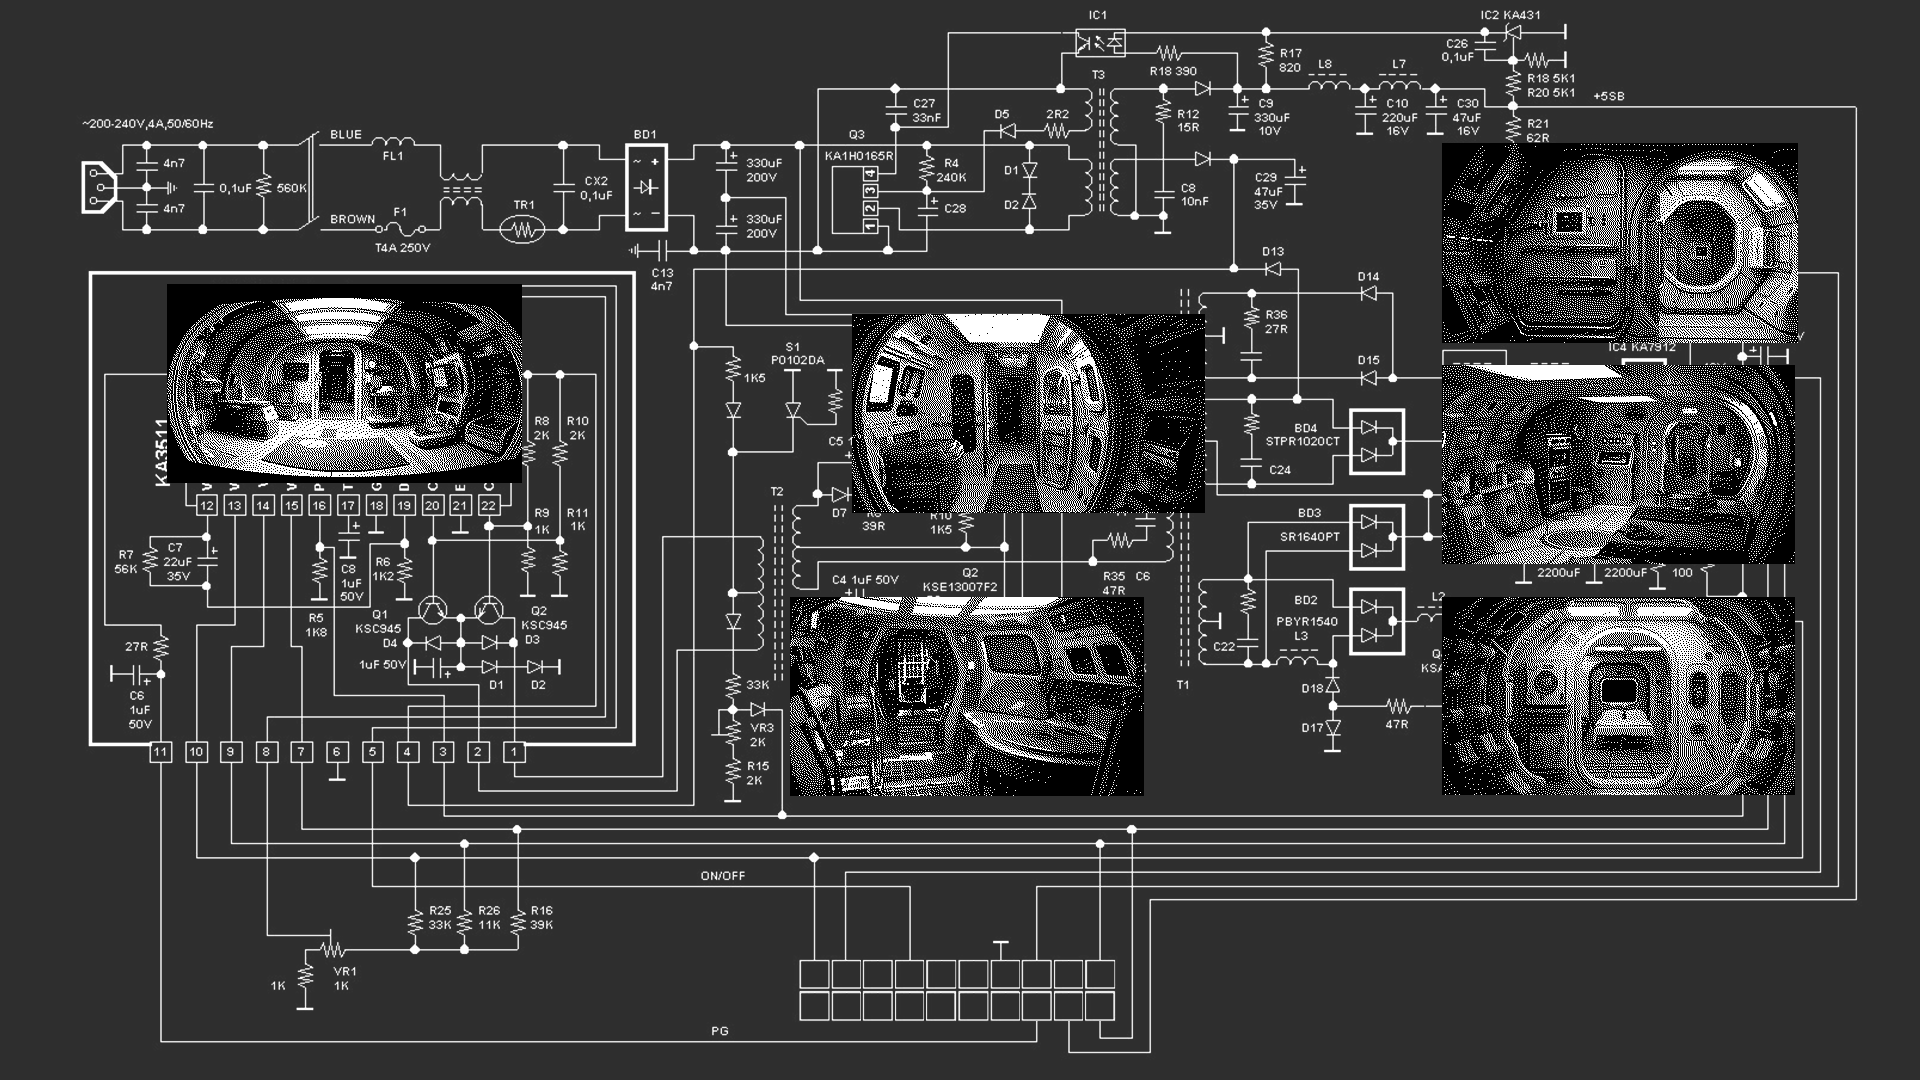 IC1
IC2 KA431
C26
0,1uF
R17
820
R18 390
L8
L7
T3
R18 5K1
R20 5K1
+5SB
C27
33nF
D5
2R2
R12
15R
C9
330uF
10V
C10
220uF
16V
C30
47uF
16V
R21
62R
~200-240V,4A,50/60Hz
BLUE
FL1
BD1
Q3
KA1H0165R
4n7
4n7
0,1uF
560K
CX2
0,1uF
~ +
~ −
330uF
200V
330uF
200V
4
3
2
1
R4
240K
D1
D2
C28
C8
10nF
C29
47uF
35V
BROWN
F1
T4A 250V
TR1
C13
4n7
D13
D14
R36
27R
D15
IC4 KA7912
V
S1
P0102DA
1K5
C5 1
KA3511
R8
2K
R10
2K
BD4
STPR1020CT
C24
T2
D7
39R
R10
1K5
12 13 14 15 16 17 18 19 20 21 22
R9
1K
R11
1K
R7
56K
C7
22uF
35V
C8
1uF
50V
R6
1K2
R5
1K8
Q1
KSC945
Q2
KSC945
D4
D3
1uF 50V
D1
D2
BD3
SR1640PT
C4 1uF 50V
Q2
KSE13007F2
R35
47R
C6
2200uF
2200uF
100
BD2
PBYR1540
L3
C22
L2
Q
KSA
D18
D17
47R
T1
27R
C6
1uF
50V
33K
VR3
2K
R15
2K
11 10 9 8 7 6 5 4 3 2 1
ON/OFF
R25
33K
R26
11K
R16
39K
VR1
1K
1K
PG